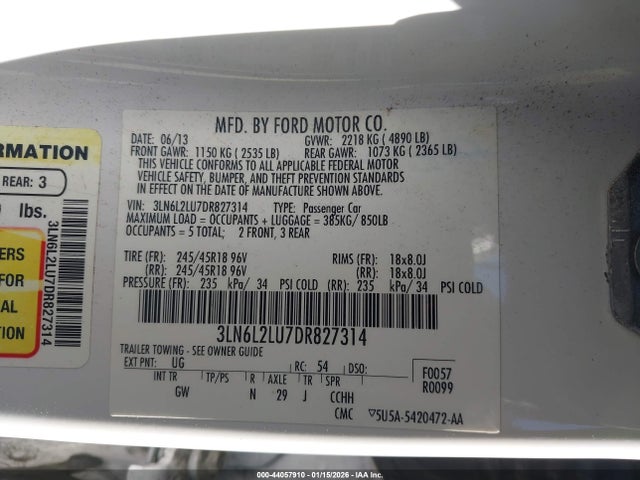 MFD. BY FORD MOTOR CO.
DATE: 06/13 GVWR: 2218 KG ( 4890 LB)
FRONT GAWR: 1150 KG ( 2535 LB) REAR GAWR: 1073 KG ( 2365 LB)
THIS VEHICLE CONFORMS TO ALL APPLICABLE FEDERAL MOTOR
VEHICLE SAFETY, BUMPER, AND THEFT PREVENTION STANDARDS
IN EFFECT ON THE DATE OF MANUFACTURE SHOWN ABOVE.
VIN: 3LN6L2LU7DR827314 TYPE: Passenger Car
MAXIMUM LOAD = OCCUPANTS + LUGGAGE = 385KG/ 850LB
OCCUPANTS = 5 TOTAL; 2 FRONT, 3 REAR
TIRE (FR): 245/45R18 96V RIMS (FR): 18x8.0J
(RR): 245/45R18 96V (RR): 18x8.0J
PRESSURE (FR): 235 kPa/ 34 PSI COLD (RR): 235 kPa/ 34 PSI COLD
3LN6L2LU7DR827314
TRAILER TOWING - SEE OWNER GUIDE
EXT PNT: UG RC: 54 DSO: F0057
R0099
INT TR TP/PS R AXLE TR SPR
GW N 29 J CCHH
CMC ▽5U5A-5420472-AA
RMATION
REAR: 3
lbs.
ERS
FOR
AL
TION
3LN6L2LU7DR827314
000-44057910 - 01/15/2026 - COPART, INC.